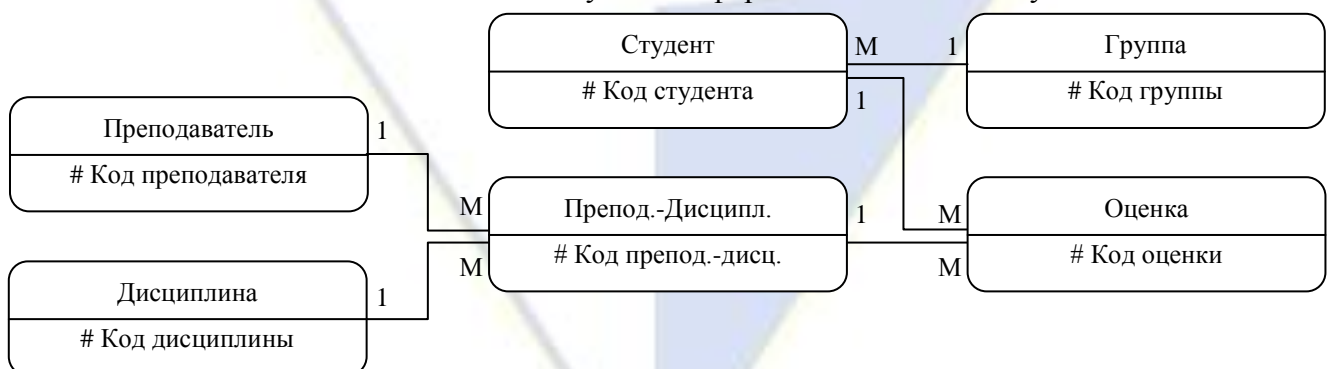 Студент
# Код студента
М
1
1
Группа
# Код группы
Преподаватель
# Код преподавателя
1
М
Препод.-Дисципл.
# Код препод.-дисц.
1
М
М
Оценка
# Код оценки
М
Дисциплина
# Код дисциплины
1